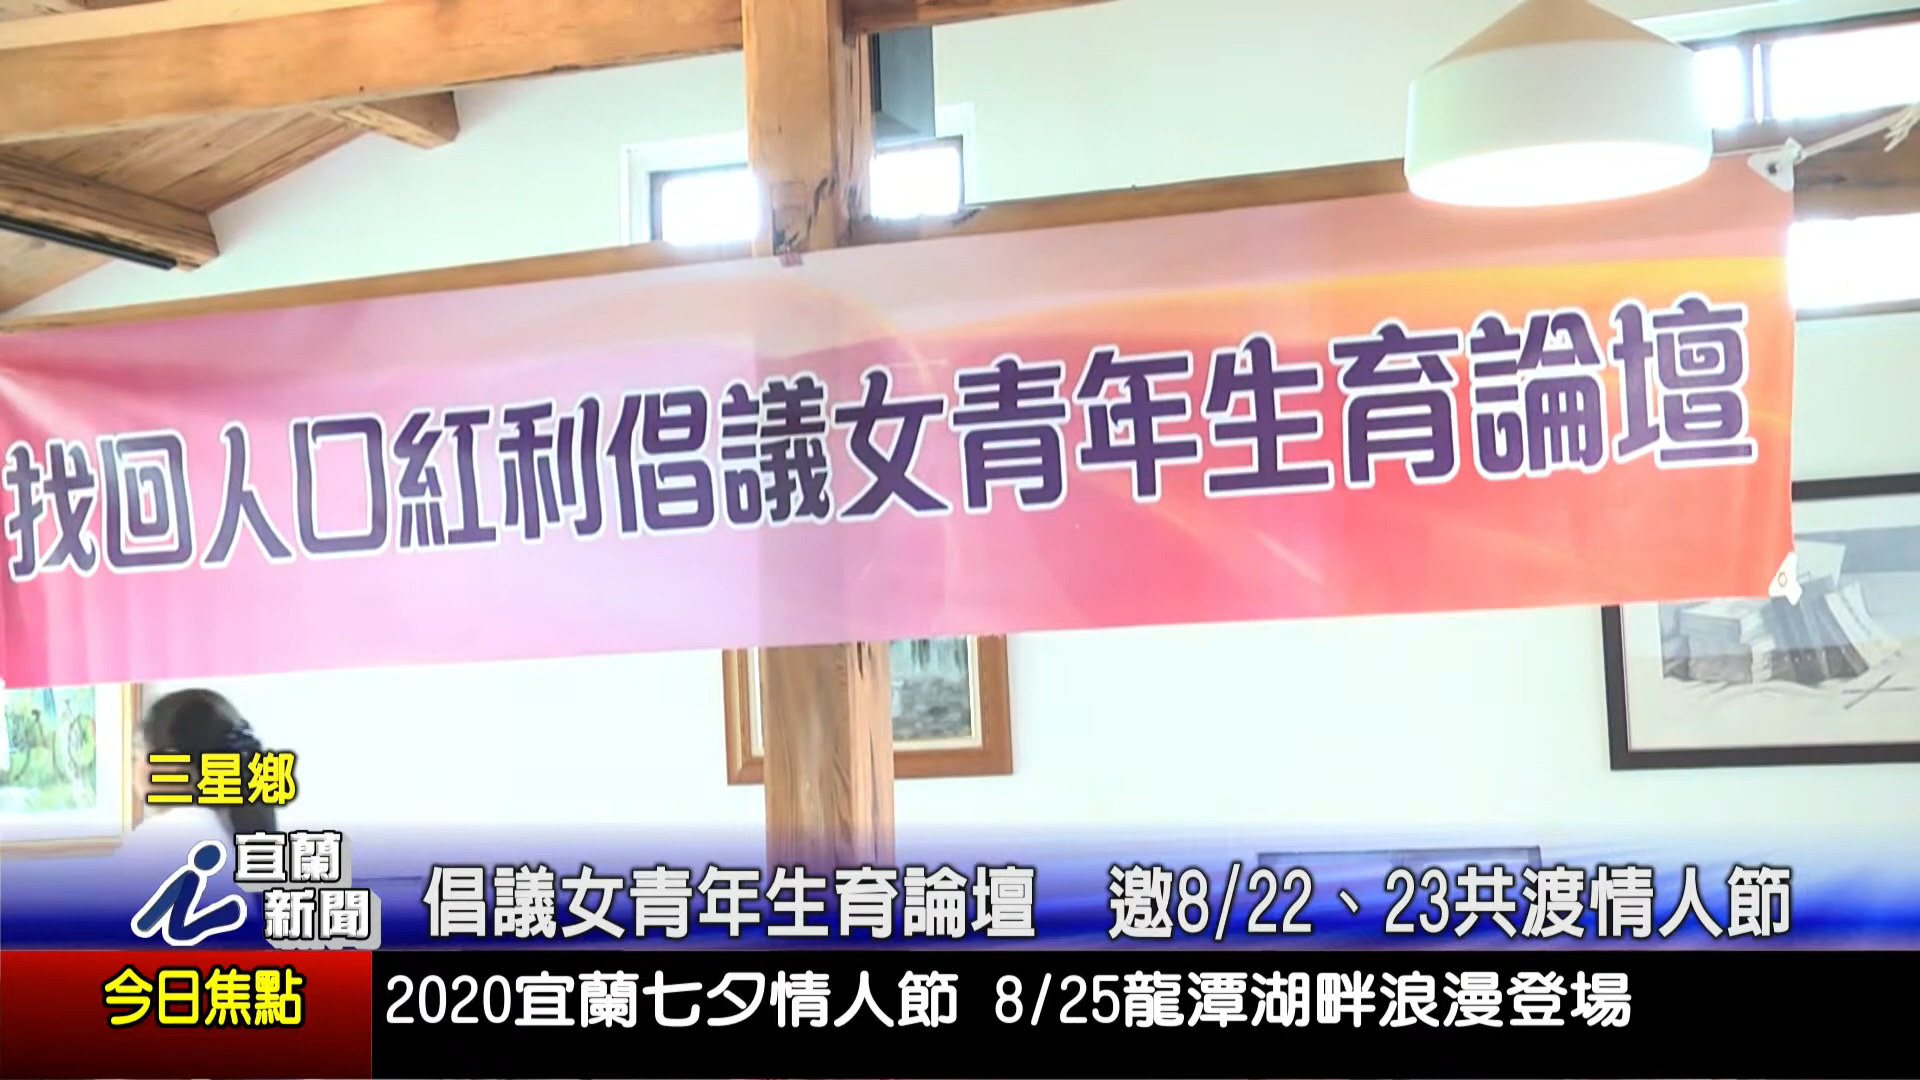 找回人口紅利倡議女青年生育論壇
三星鄉
宜蘭
新聞
倡議女青年生育論壇 邀8/22、23共渡情人節
今日焦點
2020宜蘭七夕情人節 8/25龍潭湖畔浪漫登場